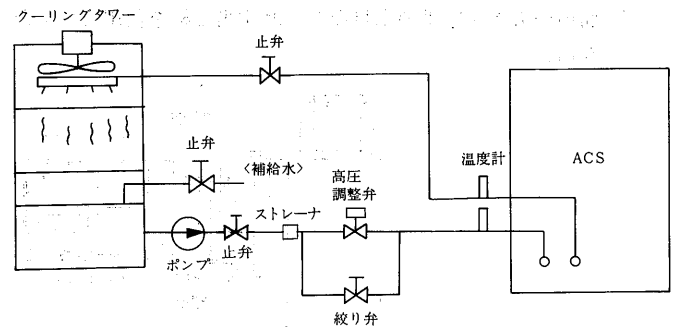 クーリングタワー
止弁
止弁
<補給水>
高圧
調整弁
温度計
ACS
ストレーナ
ポンプ
止弁
絞り弁